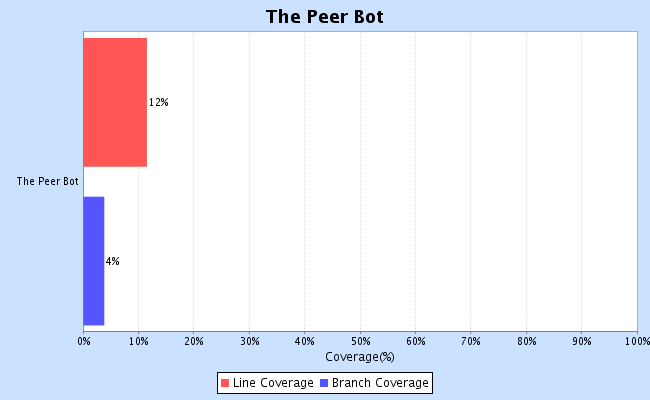 The Peer Bot
12%
The Peer Bot
4%
0% 10% 20% 30% 40% 50% 60% 70% 80% 90% 100%
Coverage(%)
Line Coverage Branch Coverage